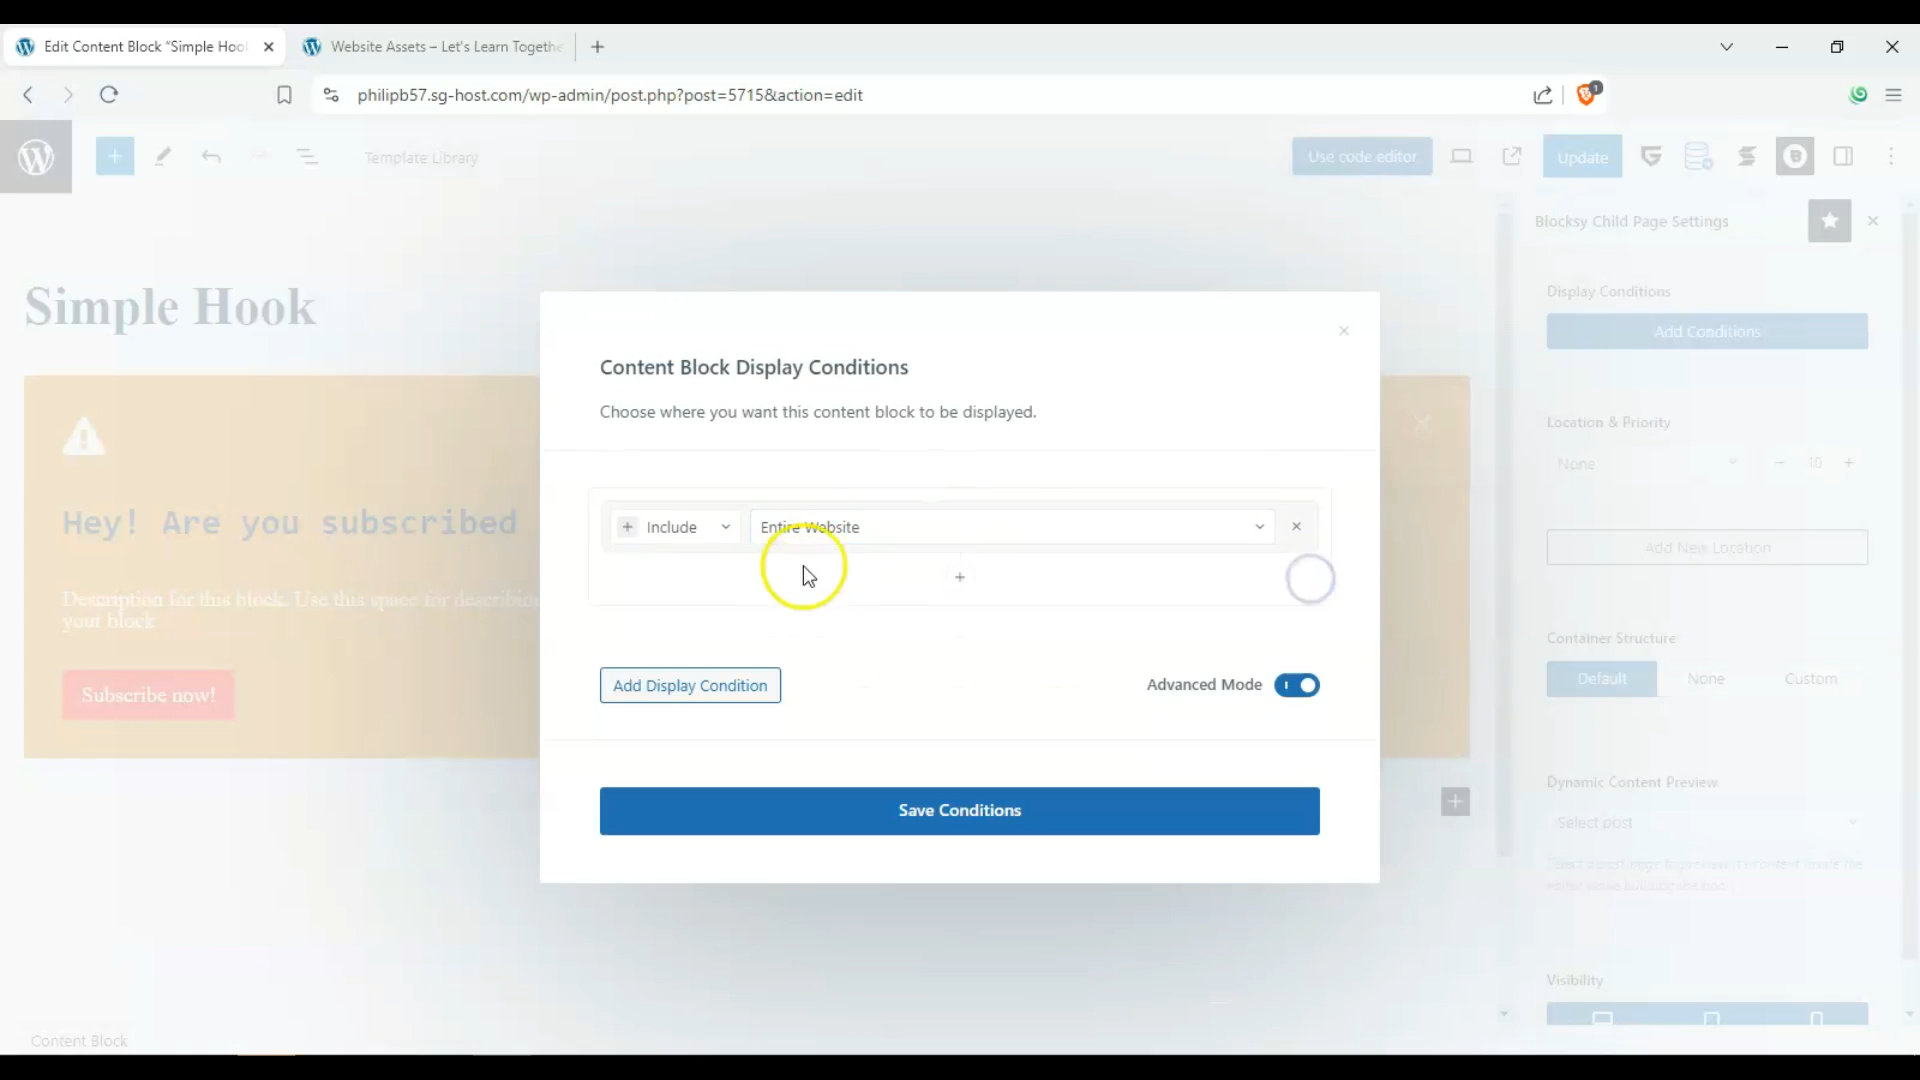 Edit Content Block "Simple Hoo
Website Assets – Let's Learn Togethe
philipb57.sg-host.com/wp-admin/post.php?post=5715&action=edit
1
Template Library
Use code editor
Update
Blocksy Child Page Settings
Simple Hook
Display Conditions
Add Conditions
Content Block Display Conditions
Choose where you want this content block to be displayed.
Location & Priority
None
10
Hey! Are you subscribed
Include
Entire Website
Add New Location
Description for this block. Use this space for describing
your block
Container Structure
Default
None
Custom
Subscribe now!
Add Display Condition
Advanced Mode
Dynamic Content Preview
Select post
Save Conditions
Visibility
Content Block